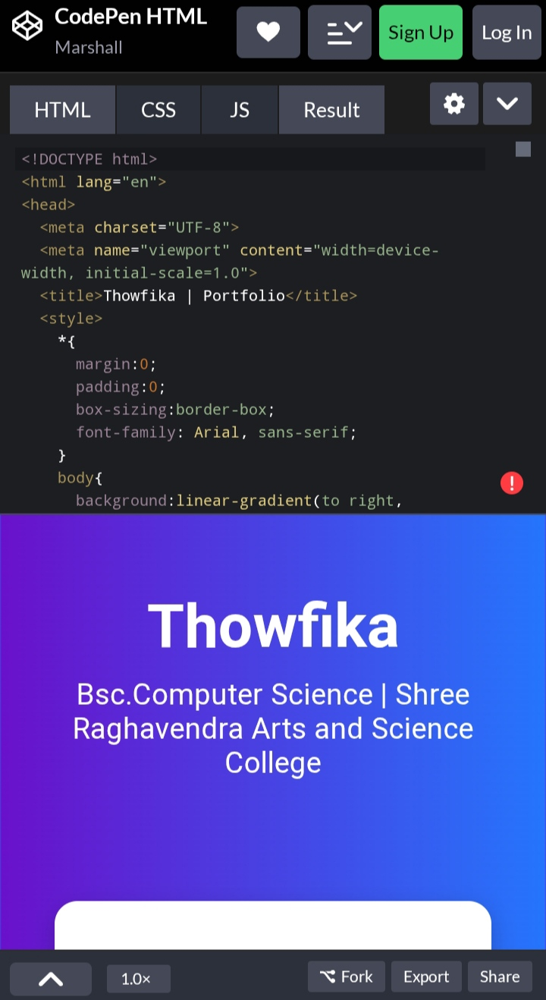 CodePen HTML
Marshall
Sign Up
Log In
HTML CSS JS Result
<!DOCTYPE html>
<html lang="en">
<head>
<meta charset="UTF-8">
<meta name="viewport" content="width=device-
width, initial-scale=1.0">
<title>Thowfika | Portfolio</title>
<style>
*{
margin:0;
padding:0;
box-sizing:border-box;
font-family: Arial, sans-serif;
}
body{
background:linear-gradient(to right,
Thowfika
Bsc.Computer Science | Shree
Raghavendra Arts and Science
College
1.0×
Fork
Export
Share